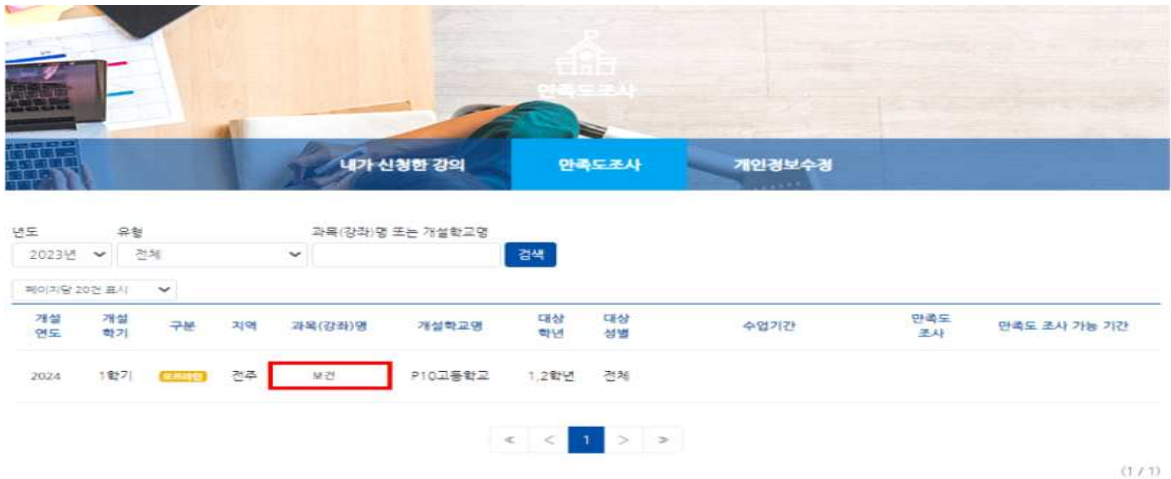 만족도조사
내가 신청한 강의 만족도조사 개인정보수정
년도 유형 과목(강좌)명 또는 개설학교명
2023년 전체 검색
페이지당 20건 표시
개설연도 개설학기 구분 지역 과목(강좌)명 개설학교명 대상학년 대상성별 수업기간 만족도조사 만족도 조사 가능 기간
2024 1학기 오프라인 전주 보건 P10고등학교 1,2학년 전체
« < 1 > »
(1 / 1)